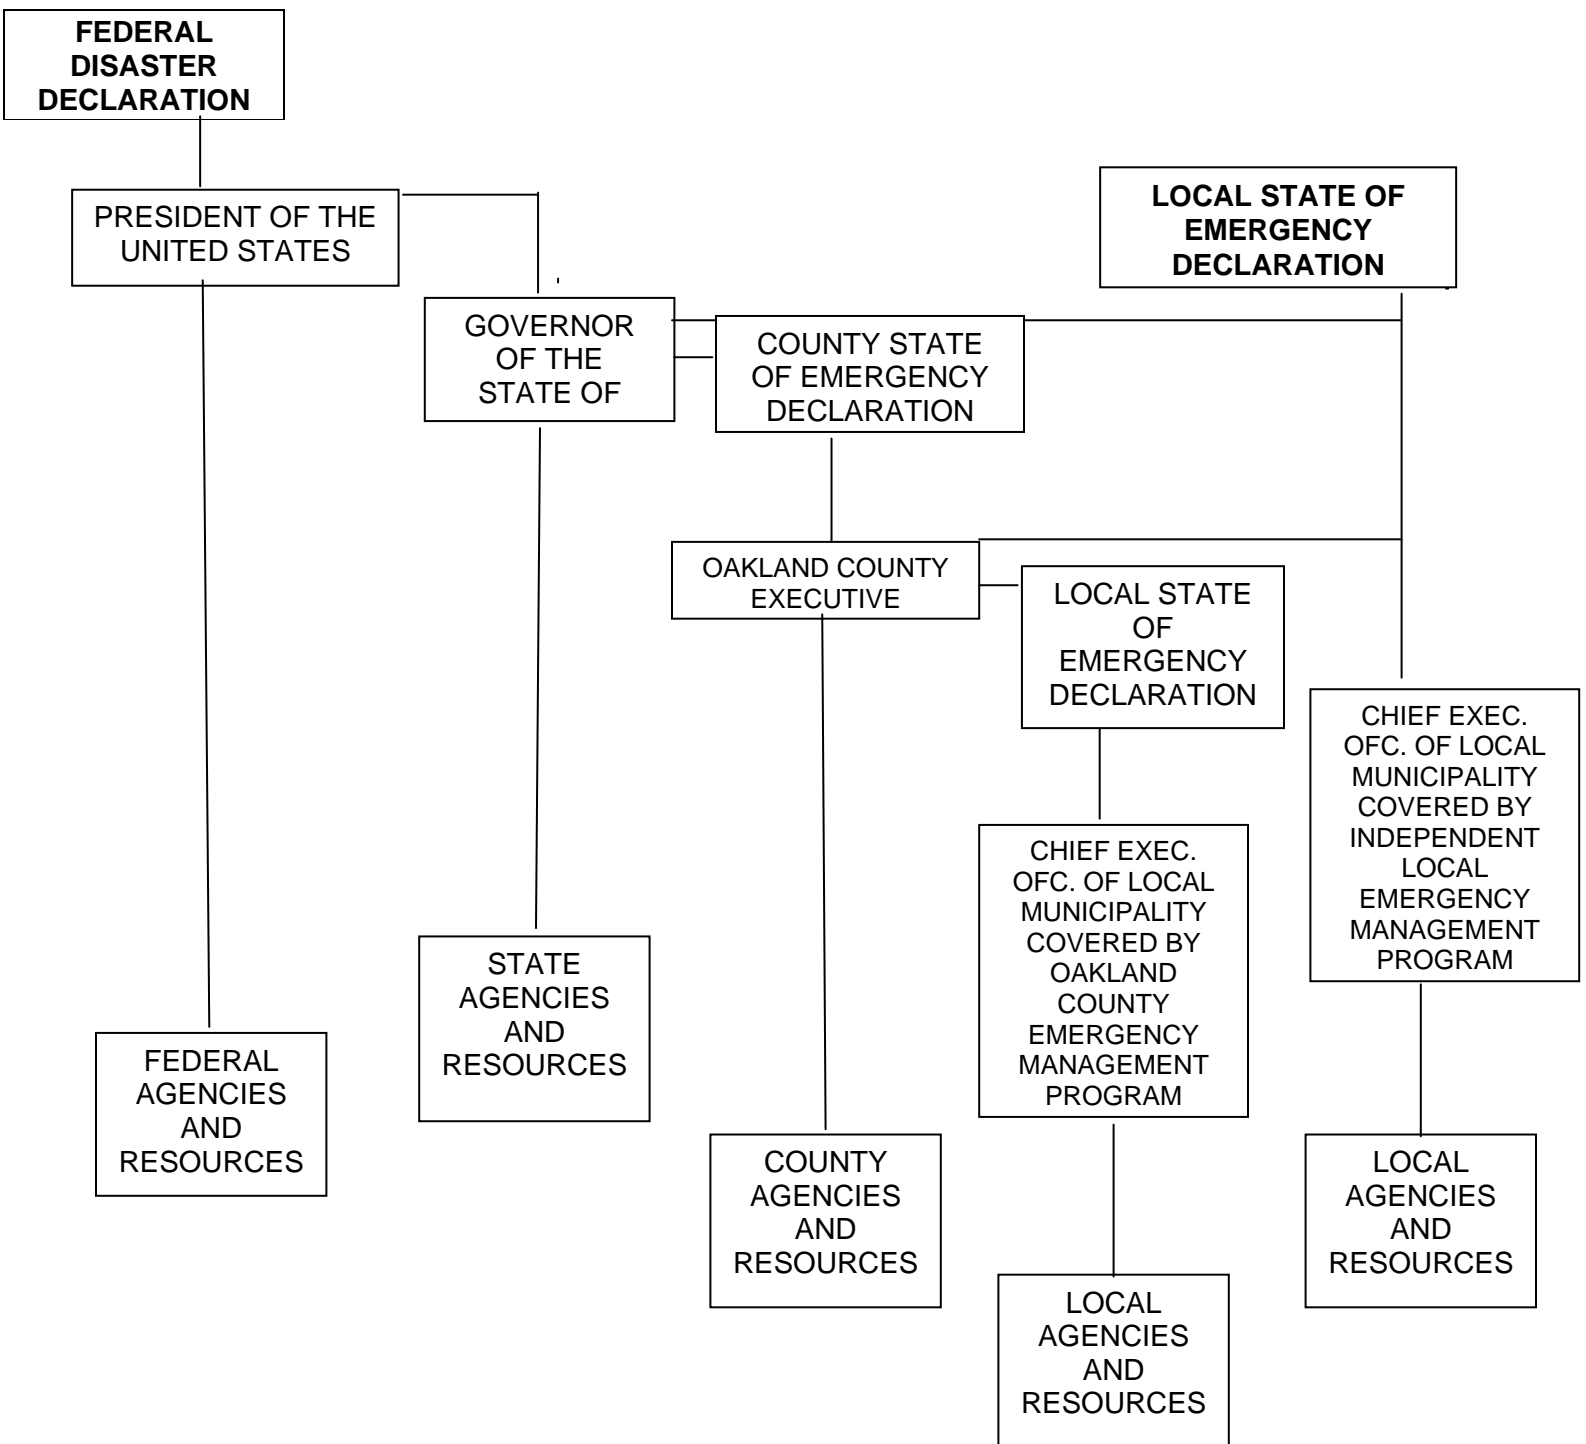 FEDERAL
DISASTER
DECLARATION
PRESIDENT OF THE
UNITED STATES
LOCAL STATE OF
EMERGENCY
DECLARATION
GOVERNOR
OF THE
STATE OF
COUNTY STATE
OF EMERGENCY
DECLARATION
OAKLAND COUNTY
EXECUTIVE
LOCAL STATE
OF
EMERGENCY
DECLARATION
CHIEF EXEC.
OFC. OF LOCAL
MUNICIPALITY
COVERED BY
INDEPENDENT
LOCAL
EMERGENCY
MANAGEMENT
PROGRAM
CHIEF EXEC.
OFC. OF LOCAL
MUNICIPALITY
COVERED BY
OAKLAND
COUNTY
EMERGENCY
MANAGEMENT
PROGRAM
STATE
AGENCIES
AND
RESOURCES
FEDERAL
AGENCIES
AND
RESOURCES
COUNTY
AGENCIES
AND
RESOURCES
LOCAL
AGENCIES
AND
RESOURCES
LOCAL
AGENCIES
AND
RESOURCES